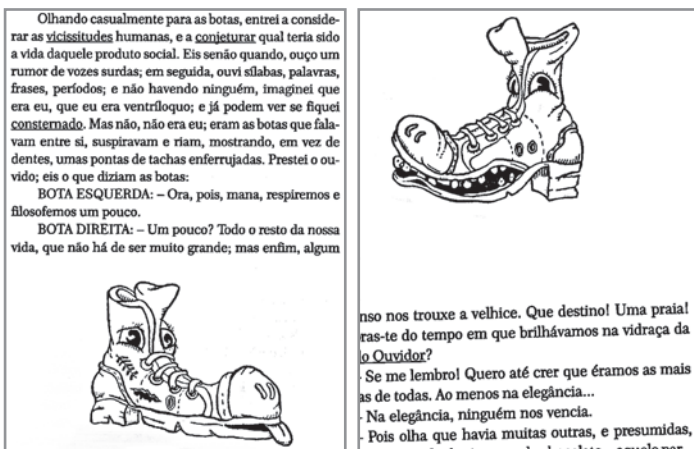 Olhando casualmente para as botas, entrei a conside-
rar as vicissitudes humanas, e a conjeturar qual teria sido
a vida daquele produto social. Eis senão quando, ouço um
rumor de vozes surdas; em seguida, ouvi sílabas, palavras,
frases, períodos; e não havendo ninguém, imaginei que
era eu, que eu era ventríloquo; e já podem ver se fiquei
consternado. Mas não, não era eu; eram as botas que fala-
vam entre si, suspiravam e riam, mostrando, em vez de
dentes, umas pontas de tachas enferrujadas. Prestei o ou-
vido; eis o que diziam as botas:
BOTA ESQUERDA: – Ora, pois, mana, respiremos e
filosofemos um pouco.
BOTA DIREITA: – Um pouco? Todo o resto da nossa
vida, que não há de ser muito grande; mas enfim, algum
nso nos trouxe a velhice. Que destino! Uma praia!
ras-te do tempo em que brilhávamos na vidraça da
lo Ouvidor?
- Se me lembro! Quero até crer que éramos as mais
as de todas. Ao menos na elegância...
- Na elegância, ninguém nos vencia.
- Pois olha que havia muitas outras, e presumidas,